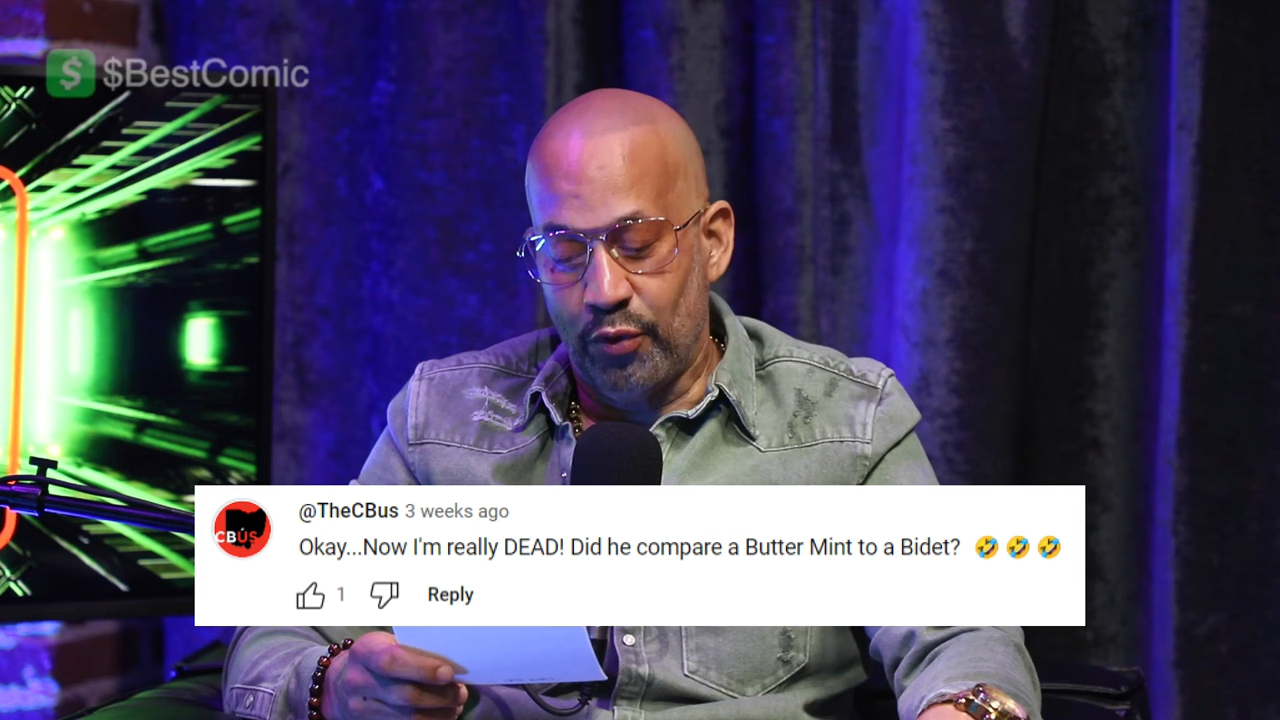 $ $BestComic
@TheCBus 3 weeks ago
CBUS
Okay...Now I'm really DEAD! Did he compare a Butter Mint to a Bidet? 🤣 🤣 🤣
1 Reply